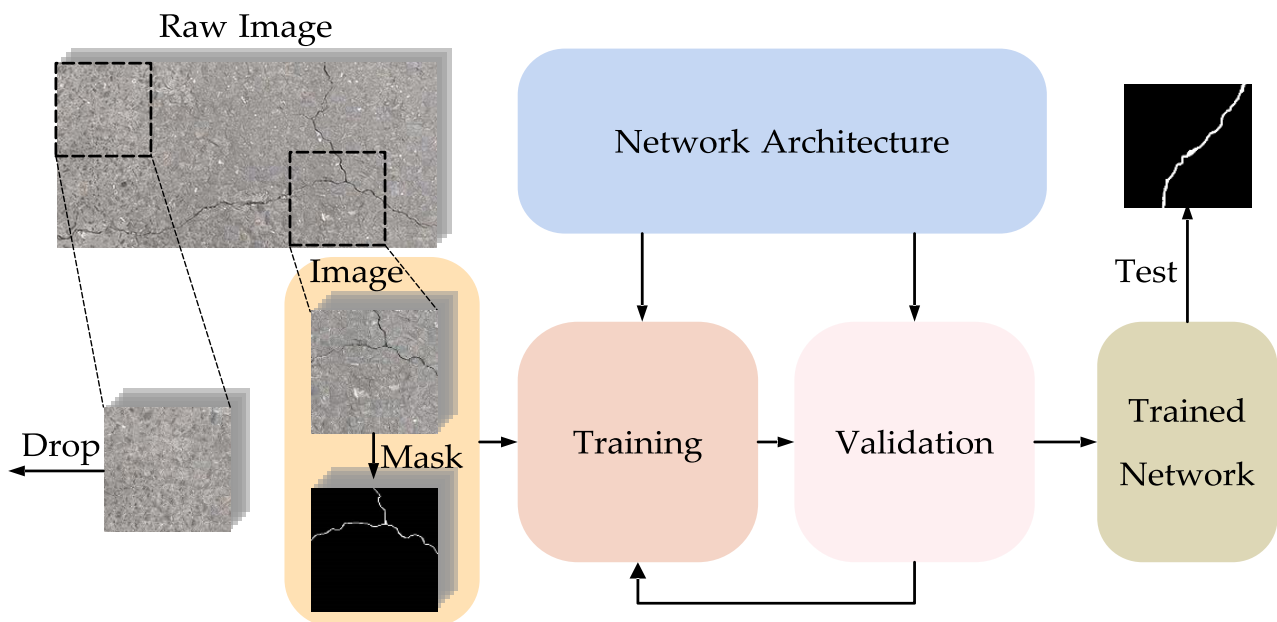 Raw Image
Network Architecture
Image
Test
Drop
Mask
Training
Validation
Trained
Network